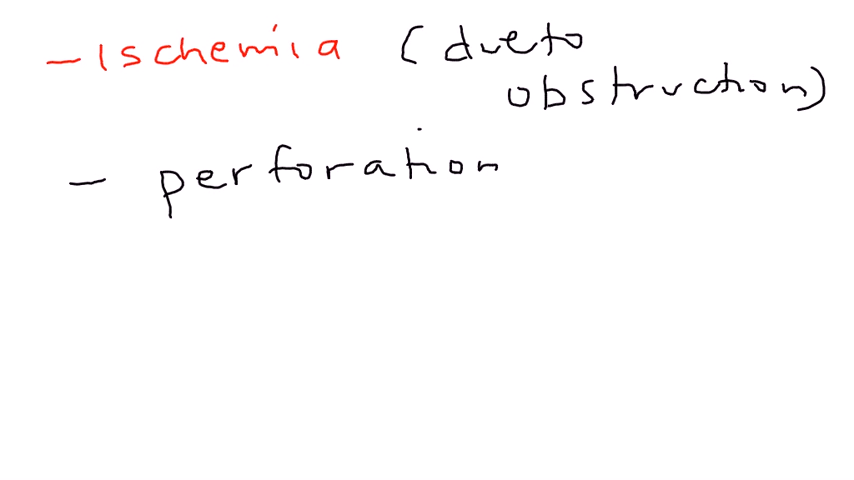 - Ischemia (due to
obstruction)
- perforation